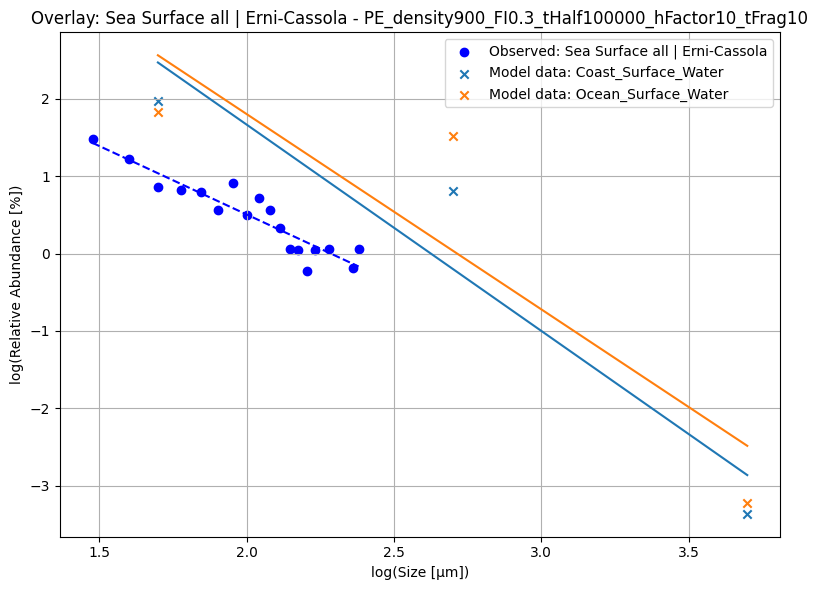 Overlay: Sea Surface all | Erni-Cassola - PE_density900_FI0.3_tHalf100000_hFactor10_tFrag10
Observed: Sea Surface all | Erni-Cassola
Model data: Coast_Surface_Water
Model data: Ocean_Surface_Water
log(Relative Abundance [%])
2
1
0
−1
−2
−3
1.5
2.0
2.5
3.0
3.5
log(Size [μm])